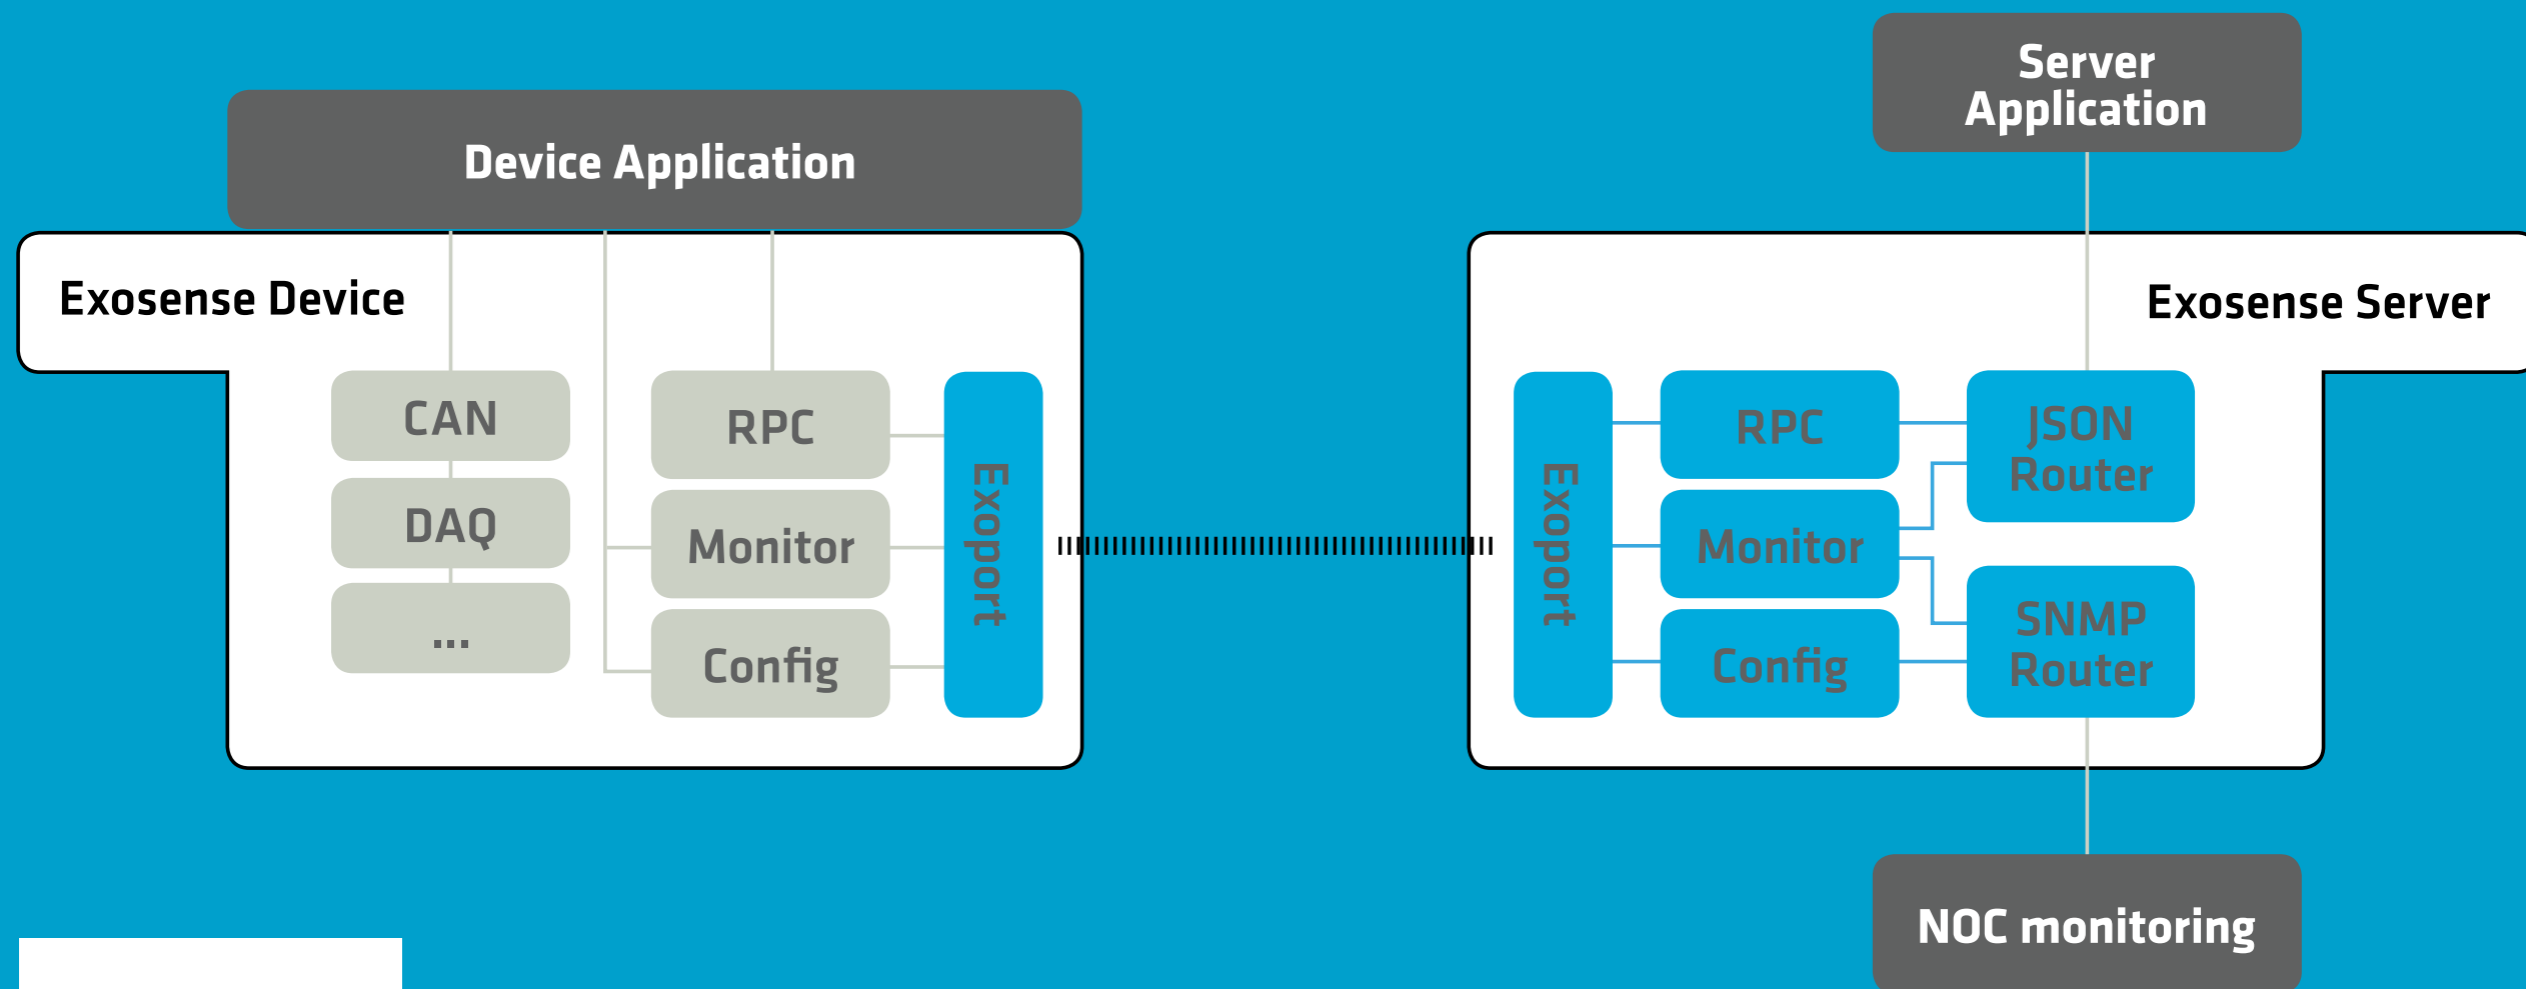 Server
Application
Device Application
Exosense Device
Exosense Server
CAN
DAQ
...
RPC
Monitor
Config
Exoport
Exoport
RPC
Monitor
Config
JSON
Router
SNMP
Router
NOC monitoring